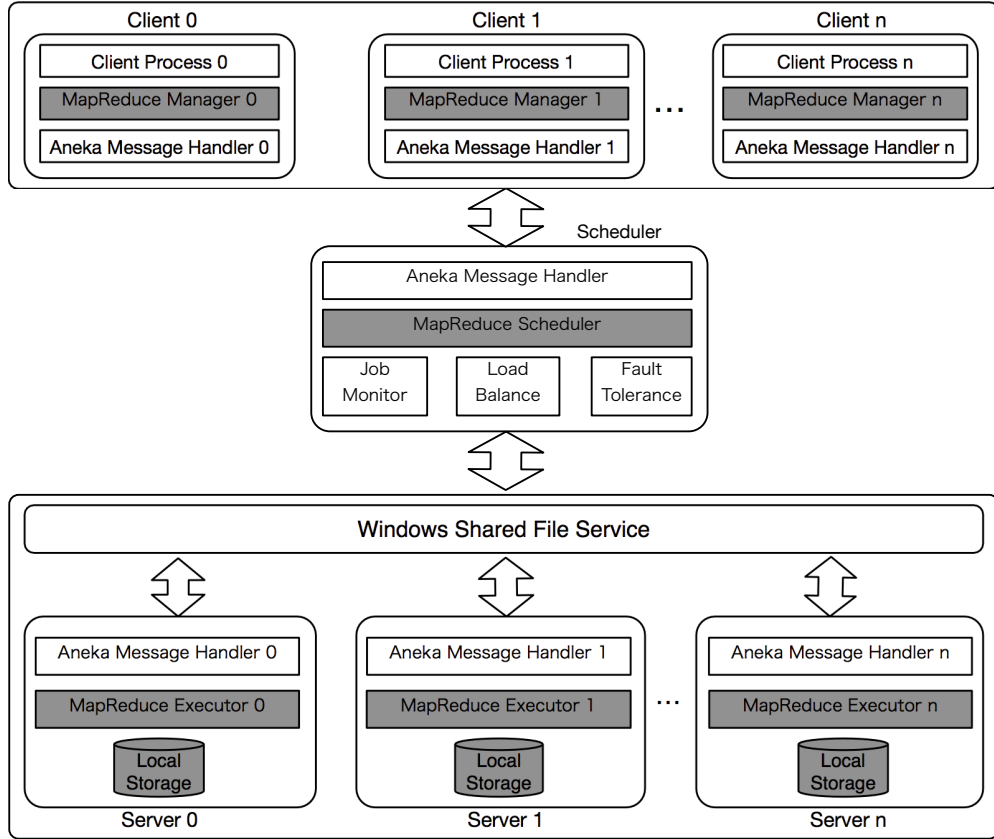 Client 0
Client 1
Client n
Client Process 0
Client Process 1
Client Process n
MapReduce Manager 0
MapReduce Manager 1
...
MapReduce Manager n
Aneka Message Handler 0
Aneka Message Handler 1
Aneka Message Handler n
Scheduler
Aneka Message Handler
MapReduce Scheduler
Job
Monitor
Load
Balance
Fault
Tolerance
Windows Shared File Service
Aneka Message Handler 0
Aneka Message Handler 1
Aneka Message Handler n
MapReduce Executor 0
MapReduce Executor 1
...
MapReduce Executor n
Local
Storage
Local
Storage
Local
Storage
Server 0
Server 1
Server n